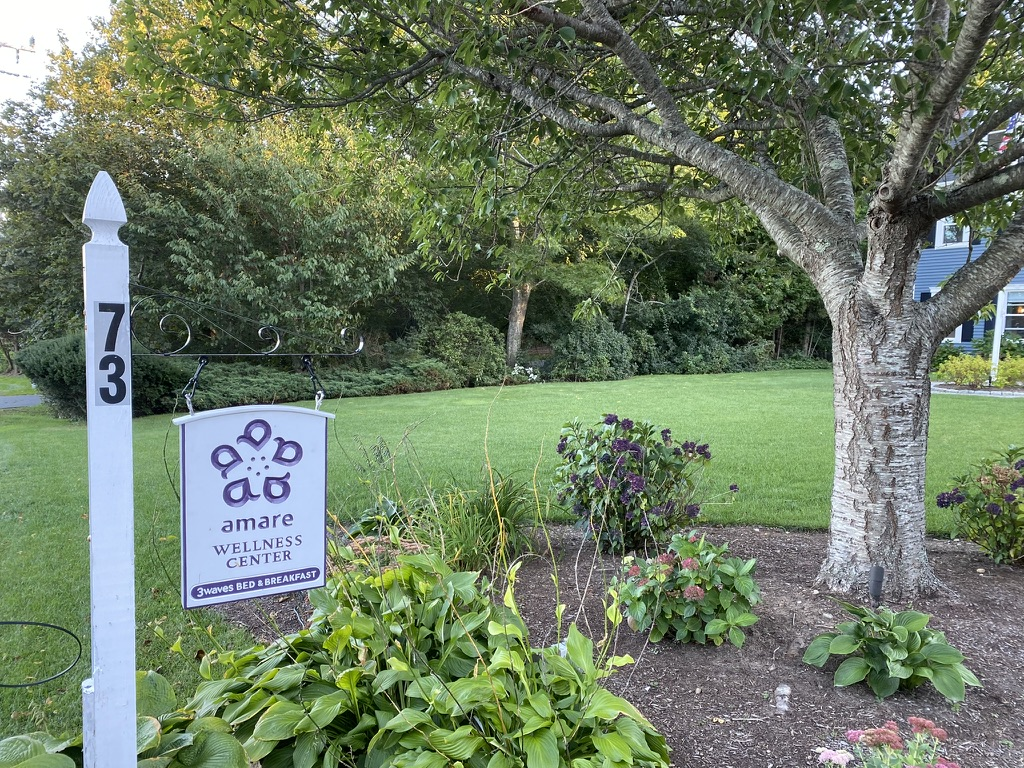 73
amare
WELLNESS
CENTER
3waves BED & BREAKFAST